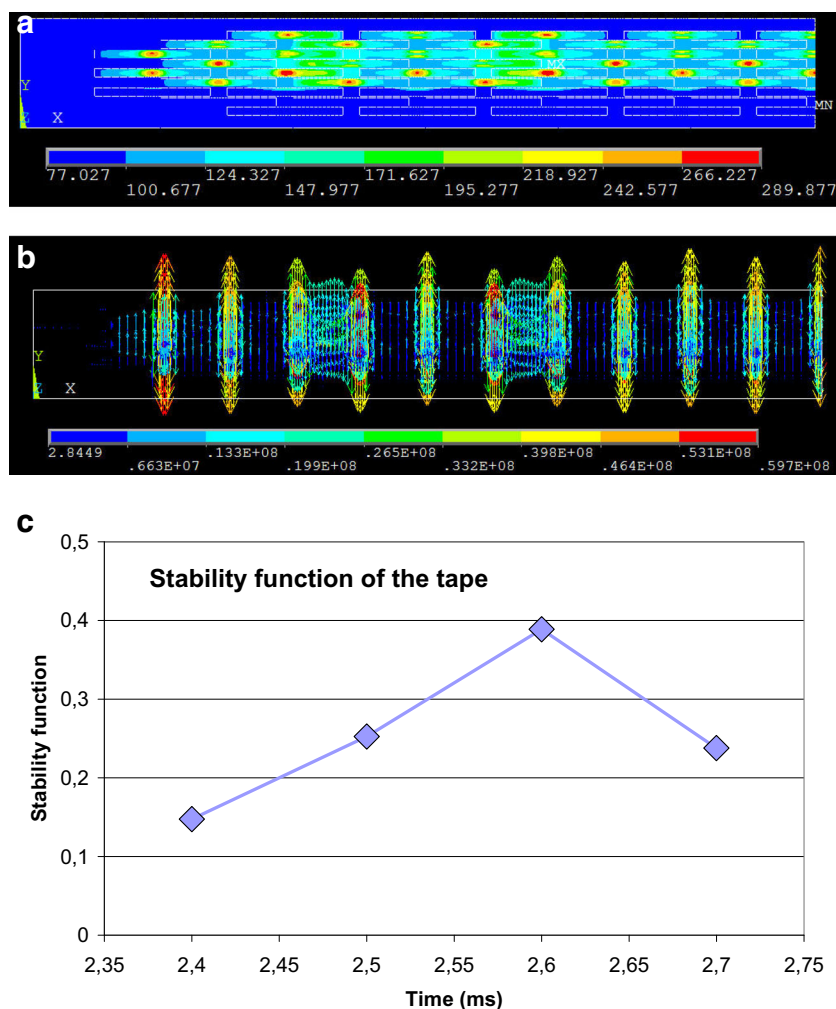 a
MX
Y
Z X
MN
77.027 124.327 171.627 218.927 266.227
100.677 147.977 195.277 242.577 289.877
b
Y
Z X
2.8449 .133E+08 .265E+08 .398E+08 .531E+08
.663E+07 .199E+08 .332E+08 .464E+08 .597E+08
c
0,5
Stability function of the tape
0,4
0,3
0,2
0,1
0
Stability function
2,35 2,4 2,45 2,5 2,55 2,6 2,65 2,7 2,75
Time (ms)